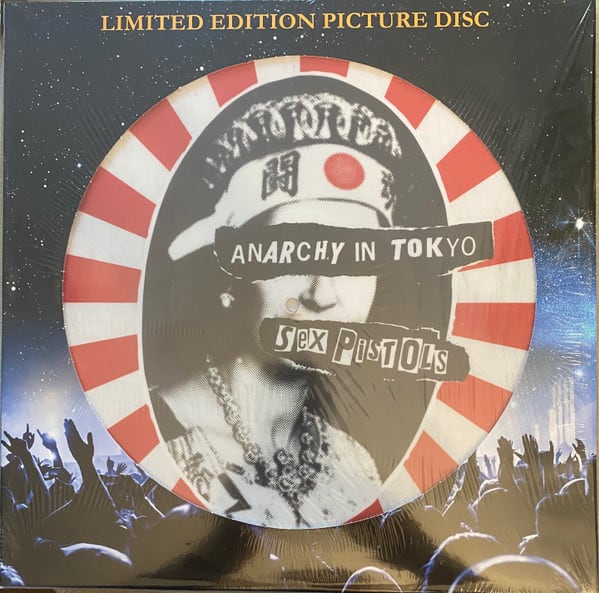 LIMITED EDITION PICTURE DISC
闘
ANARCHY IN TOKYO
SEX PISTOLS